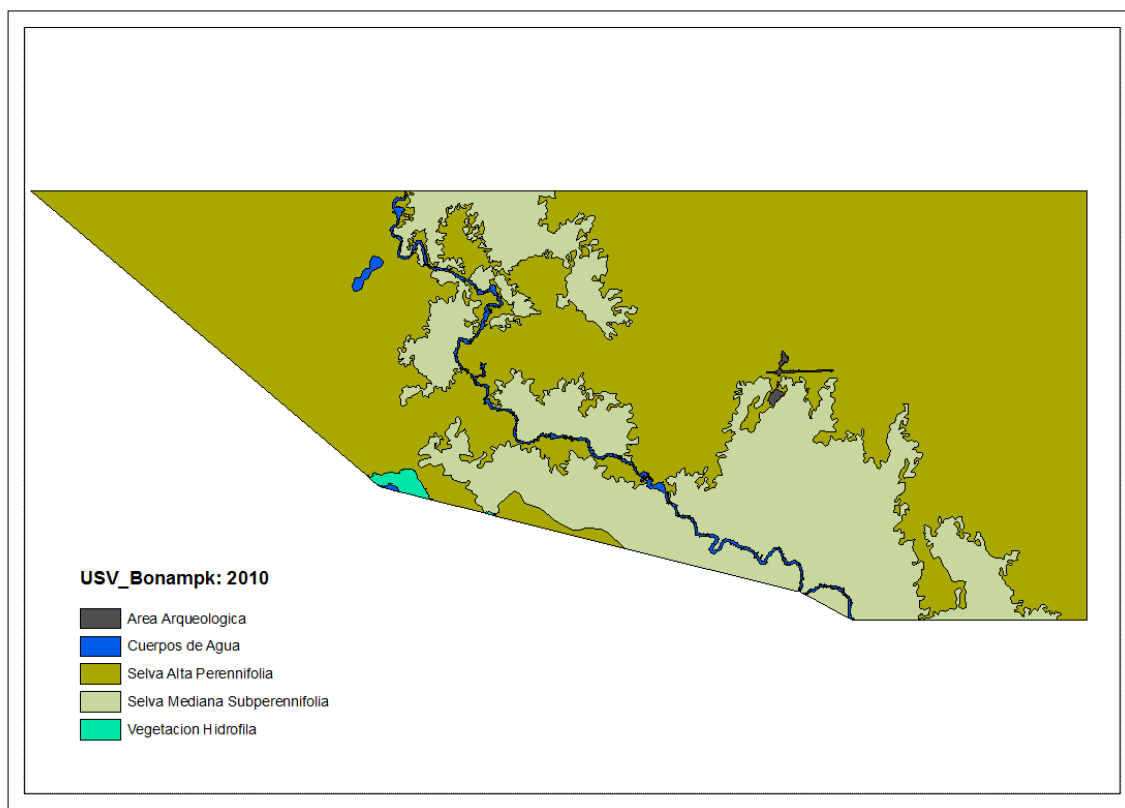 USV_Bonampk: 2010
Area Arqueologica
Cuerpos de Agua
Selva Alta Perennifolia
Selva Mediana Subperennifolia
Vegetacion Hidrofila